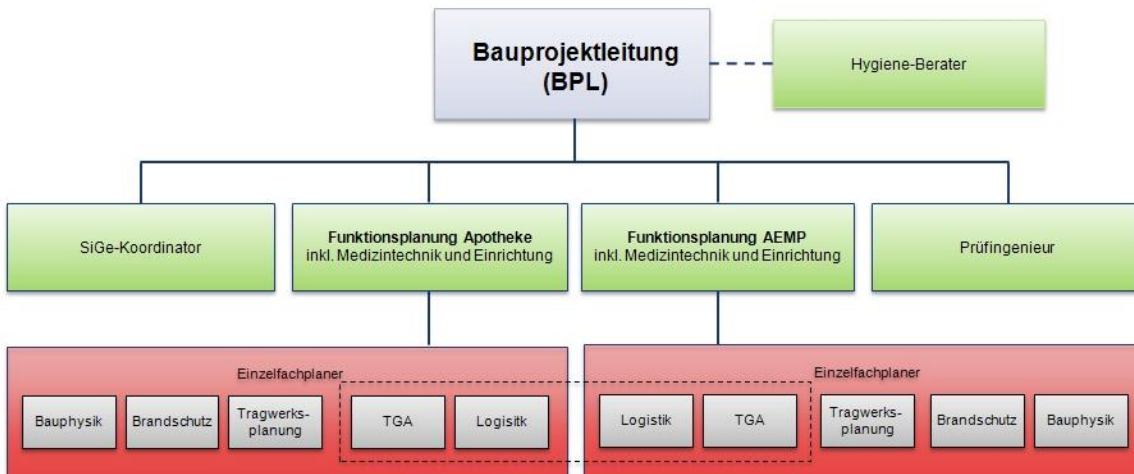 Bauprojektleitung
(BPL)
Hygiene-Berater
SiGe-Koordinator
Funktionsplanung Apotheke
inkl. Medizintechnik und Einrichtung
Funktionsplanung AEMP
inkl. Medizintechnik und Einrichtung
Prüfingenieur
Einzelfachplaner
Bauphysik
Brandschutz
Tragwerks-
planung
TGA
Logisitk
Einzelfachplaner
Logistik
TGA
Tragwerks-
planung
Brandschutz
Bauphysik